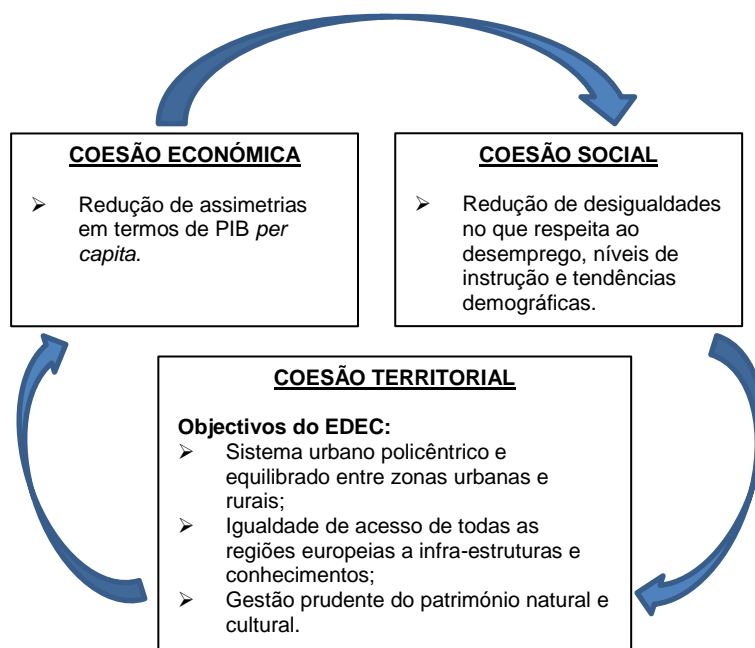 COESÃO ECONÓMICA
➢ Redução de assimetrias
em termos de PIB per
capita.
COESÃO SOCIAL
➢ Redução de desigualdades
no que respeita ao
desemprego, níveis de
instrução e tendências
demográficas.
COESÃO TERRITORIAL
Objectivos do EDEC:
➢ Sistema urbano policêntrico e
equilibrado entre zonas urbanas e
rurais;
➢ Igualdade de acesso de todas as
regiões europeias a infra-estruturas e
conhecimentos;
➢ Gestão prudente do património natural e
cultural.